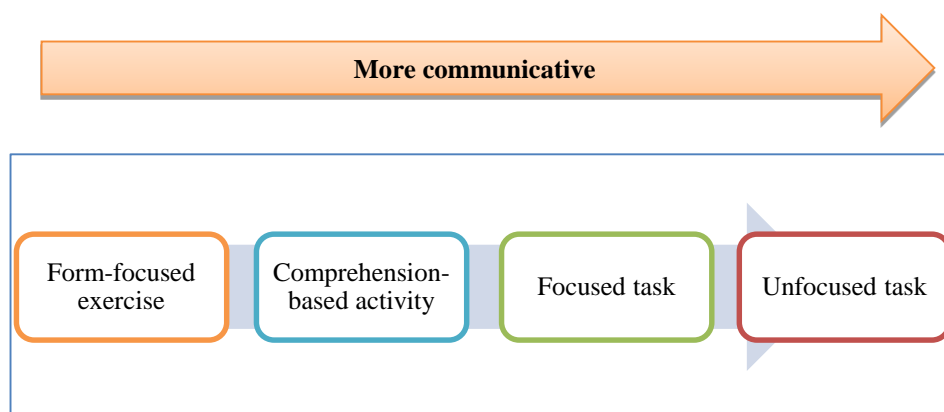 More communicative
Form-focused
exercise
Comprehension-
based activity
Focused task
Unfocused task